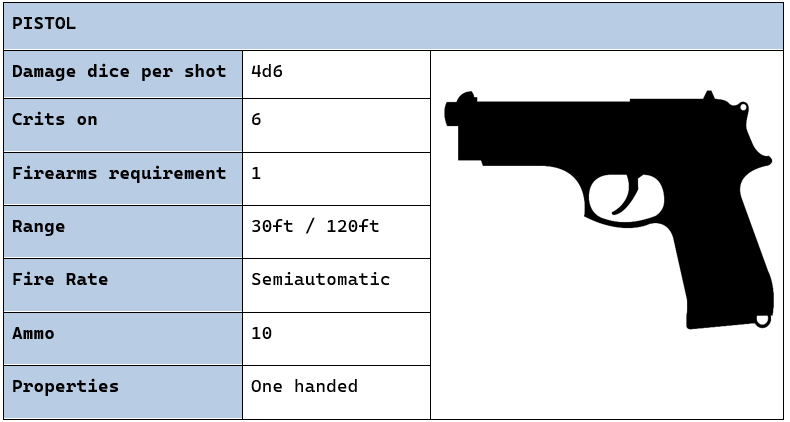 PISTOL
Damage dice per shot 4d6
Crits on 6
Firearms requirement 1
Range 30ft / 120ft
Fire Rate Semiautomatic
Ammo 10
Properties One handed